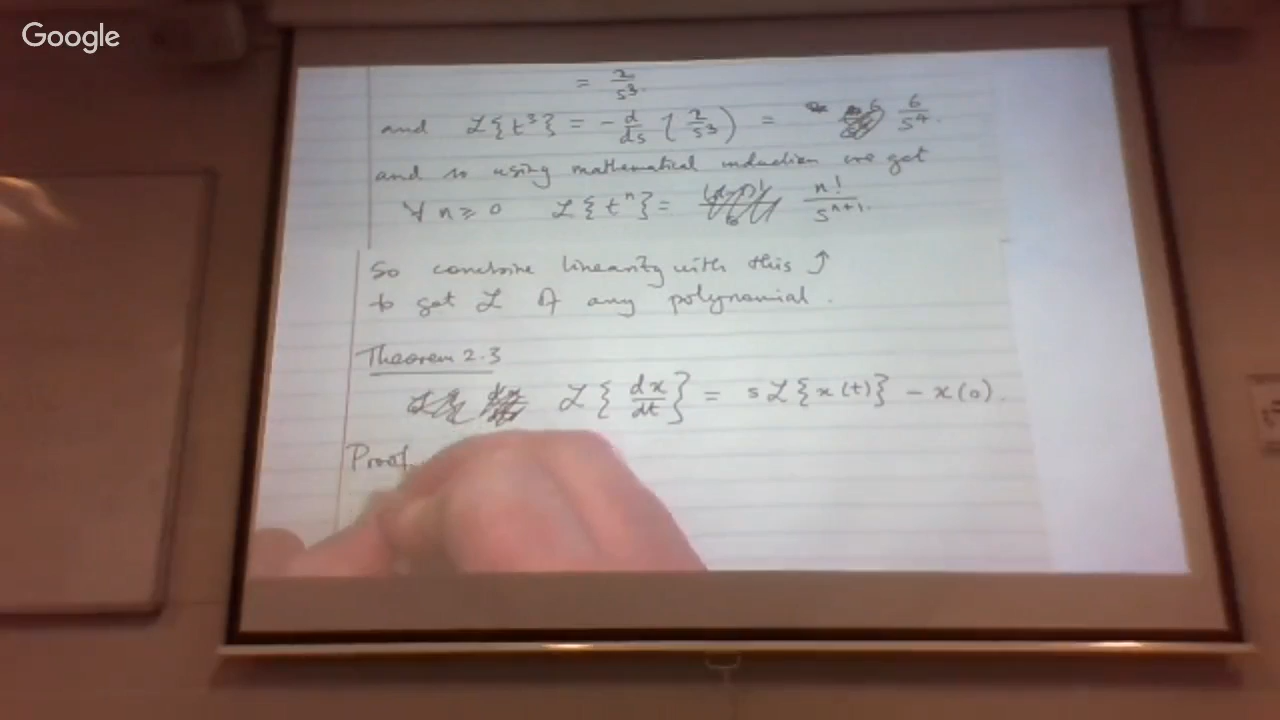 Google
= 2/s³.
and ℒ{t³} = -d/ds (2/s³) = 6/s⁴.
and so using mathematical induction we get
∀ n ≥ 0 ℒ{tⁿ} = n!/sⁿ⁺¹.
So combine linearity with this ⤴
to get ℒ of any polynomial.
Theorem 2.3
ℒ{dx/dt} = sℒ{x(t)} - x(0).
Proof.